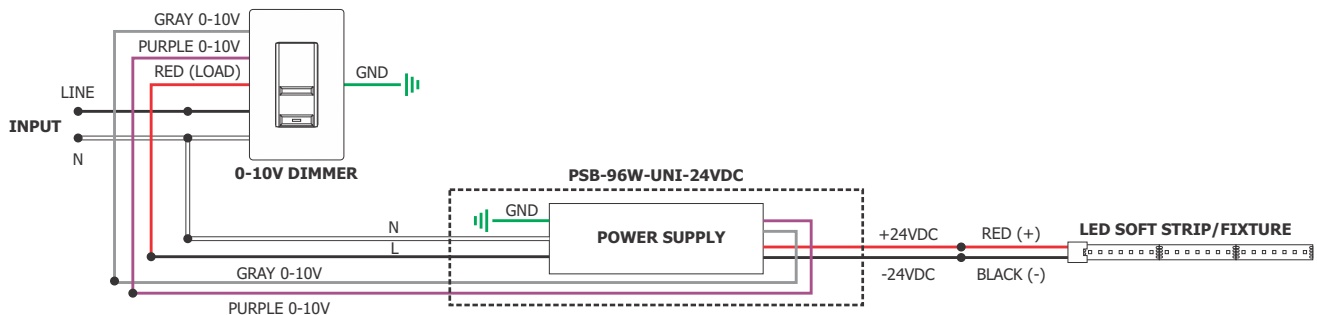 GRAY 0-10V
PURPLE 0-10V
RED (LOAD)
GND
LINE
INPUT
N
0-10V DIMMER
PSB-96W-UNI-24VDC
GND
N
POWER SUPPLY
+24VDC
RED (+)
LED SOFT STRIP/FIXTURE
L
-24VDC
BLACK (-)
GRAY 0-10V
PURPLE 0-10V